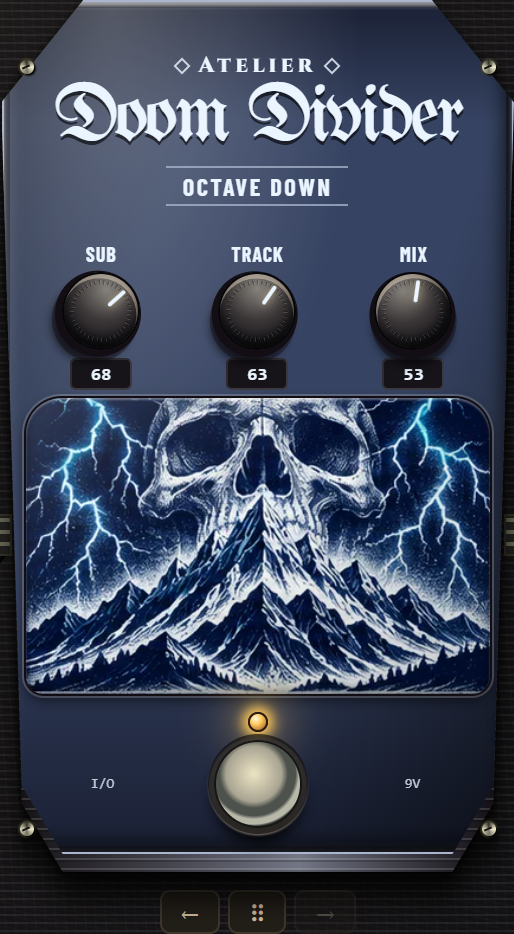 ATELIER
Doom Divider
OCTAVE DOWN
SUB TRACK MIX
68 63 53
I/O 9V
← →